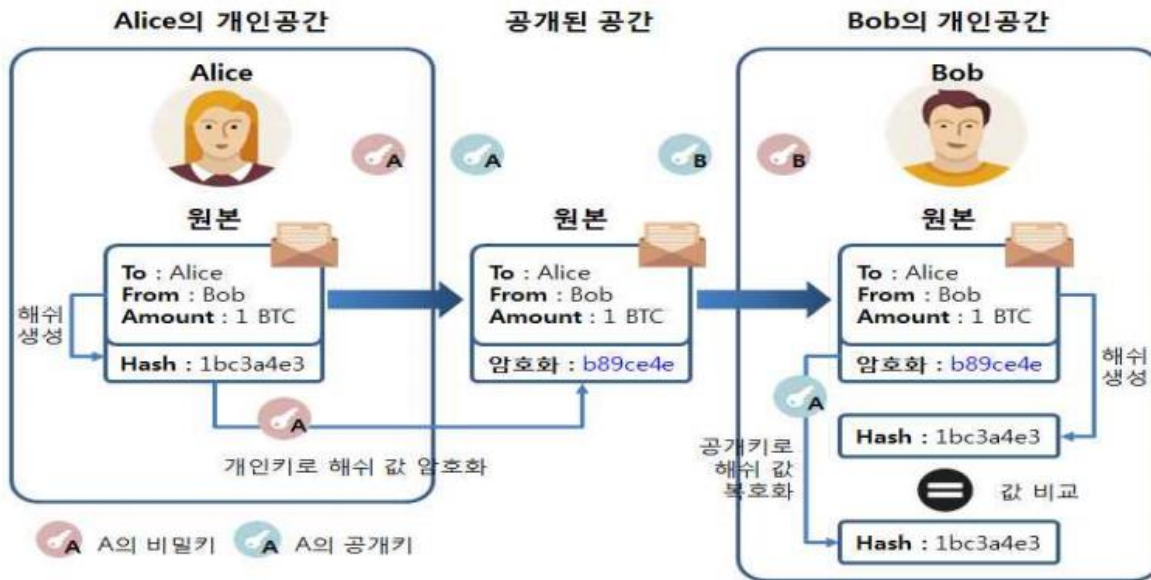 Alice의 개인공간
공개된 공간
Bob의 개인공간
Alice
Bob
A
A
B
B
원본
원본
원본
To : Alice
From : Bob
Amount : 1 BTC
해쉬
생성
Hash : 1bc3a4e3
To : Alice
From : Bob
Amount : 1 BTC
암호화 : b89ce4e
To : Alice
From : Bob
Amount : 1 BTC
암호화 : b89ce4e
해쉬
생성
A
개인키로 해쉬 값 암호화
A
공개키로
해쉬 값
복호화
Hash : 1bc3a4e3
값 비교
Hash : 1bc3a4e3
A A의 비밀키
A A의 공개키